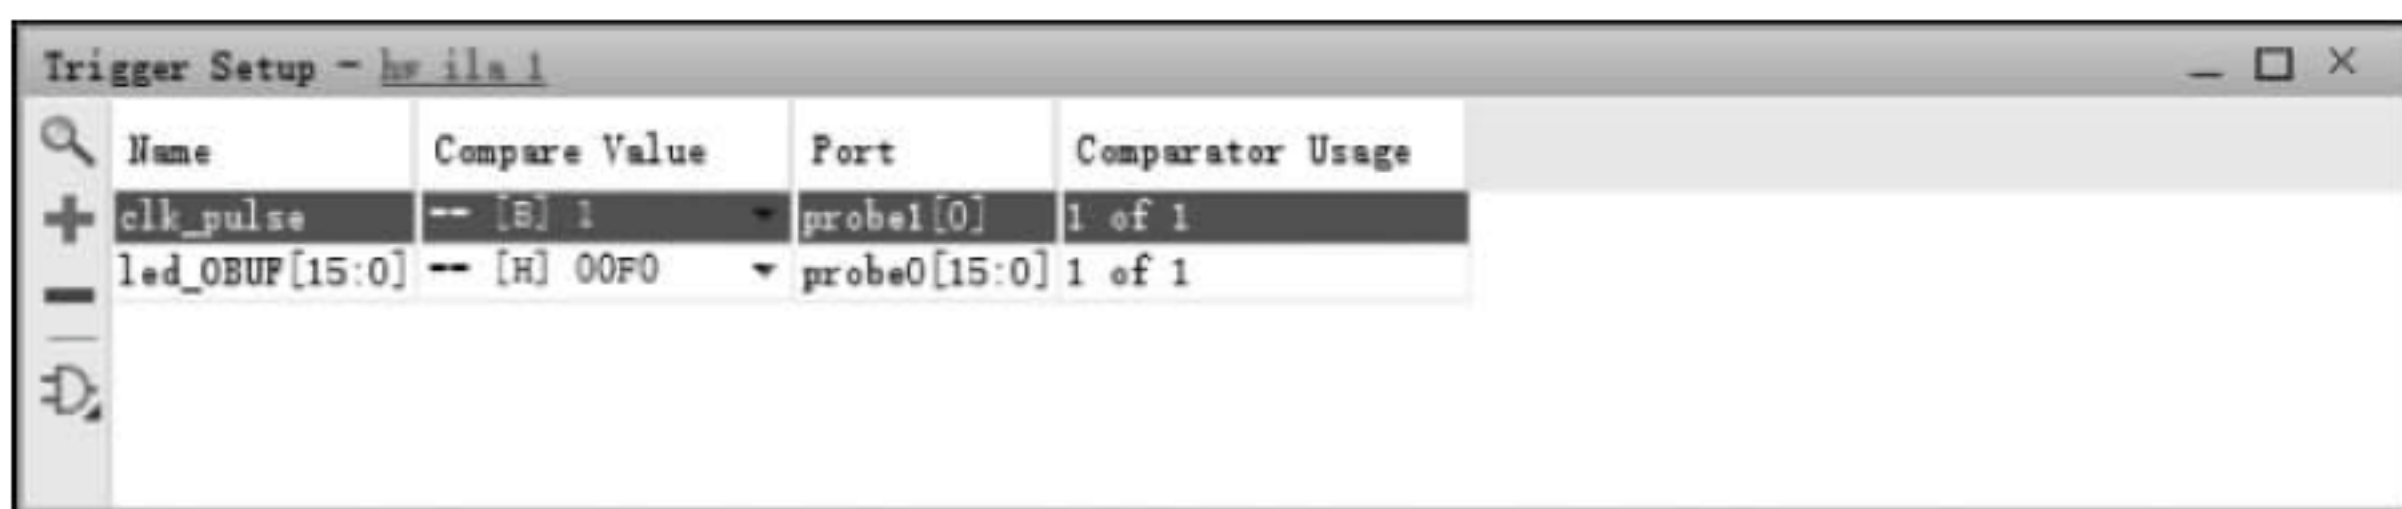 Trigger Setup - hw_ila_1
Name Compare Value Port Comparator Usage
clk_pulse == [B] 1 probe1[0] 1 of 1
led_OBUF[15:0] == [H] 00F0 probe0[15:0] 1 of 1